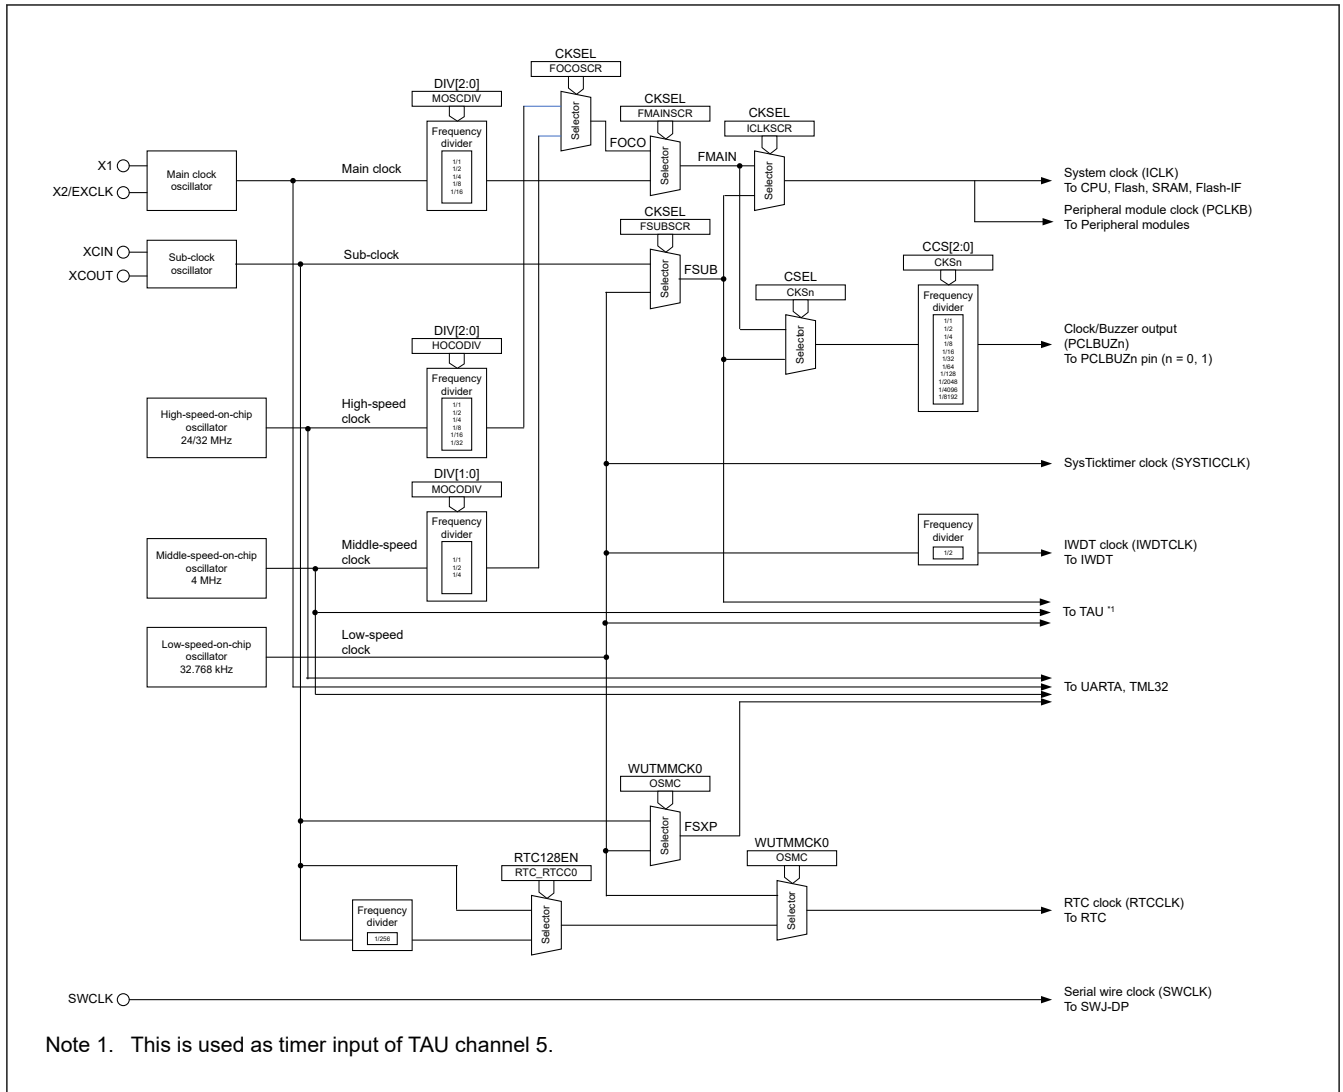 CKSEL
FOCOSCR
Selector
DIV[2:0]
MOSCDIV
Frequency
divider
1/1
1/2
1/4
1/8
1/16
CKSEL
FMAINSCR
FOCO
Selector
FMAIN
CKSEL
ICLKSCR
Selector
X1
X2/EXCLK
Main clock
oscillator
Main clock
System clock (ICLK)
To CPU, Flash, SRAM, Flash-IF
Peripheral module clock (PCLKB)
To Peripheral modules
XCIN
XCOUT
Sub-clock
oscillator
Sub-clock
CKSEL
FSUBSCR
Selector
FSUB
CSEL
CKSn
Selector
CCS[2:0]
CKSn
Frequency
divider
1/1
1/2
1/4
1/8
1/16
1/32
1/64
1/128
1/2048
1/4096
1/8192
Clock/Buzzer output
(PCLBUZn)
To PCLBUZn pin (n = 0, 1)
DIV[2:0]
HOCODIV
Frequency
divider
1/1
1/2
1/4
1/8
1/16
1/32
High-speed-on-chip
oscillator
24/32 MHz
High-speed
clock
SysTicktimer clock (SYSTICCLK)
DIV[1:0]
MOCODIV
Frequency
divider
1/1
1/2
1/4
Middle-speed-on-chip
oscillator
4 MHz
Middle-speed
clock
Frequency
divider
1/2
IWDT clock (IWDTCLK)
To IWDT
To TAU *1
Low-speed-on-chip
oscillator
32.768 kHz
Low-speed
clock
To UARTA, TML32
WUTMMCK0
OSMC
Selector
FSXP
WUTMMCK0
OSMC
Selector
RTC128EN
RTC_RTCC0
Selector
Frequency
divider
1/256
RTC clock (RTCCLK)
To RTC
SWCLK
Serial wire clock (SWCLK)
To SWJ-DP
Note 1. This is used as timer input of TAU channel 5.